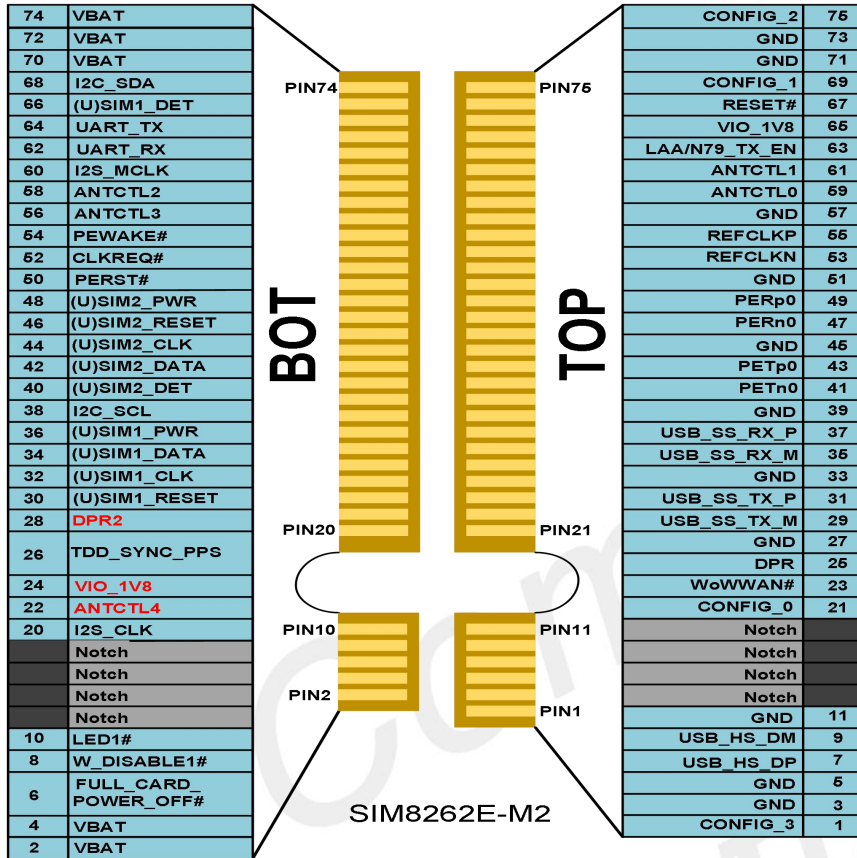 74 VBAT
72 VBAT
70 VBAT
68 I2C_SDA
66 (U)SIM1_DET
64 UART_TX
62 UART_RX
60 I2S_MCLK
58 ANTCTL2
56 ANTCTL3
54 PEWAKE#
52 CLKREQ#
50 PERST#
48 (U)SIM2_PWR
46 (U)SIM2_RESET
44 (U)SIM2_CLK
42 (U)SIM2_DATA
40 (U)SIM2_DET
38 I2C_SCL
36 (U)SIM1_PWR
34 (U)SIM1_DATA
32 (U)SIM1_CLK
30 (U)SIM1_RESET
28 DPR2
26 TDD_SYNC_PPS
24 VIO_1V8
22 ANTCTL4
20 I2S_CLK
Notch
Notch
Notch
Notch
10 LED1#
8 W_DISABLE1#
6 FULL_CARD_
POWER_OFF#
4 VBAT
2 VBAT
PIN74
BOT
PIN20
PIN10
PIN2
PIN75
TOP
PIN21
PIN11
PIN1
SIM8262E-M2
CONFIG_2 75
GND 73
GND 71
CONFIG_1 69
RESET# 67
VIO_1V8 65
LAA/N79_TX_EN 63
ANTCTL1 61
ANTCTL0 59
GND 57
REFCLKP 55
REFCLKN 53
GND 51
PERp0 49
PERn0 47
GND 45
PETp0 43
PETn0 41
GND 39
USB_SS_RX_P 37
USB_SS_RX_M 35
GND 33
USB_SS_TX_P 31
USB_SS_TX_M 29
GND 27
DPR 25
WoWWAN# 23
CONFIG_0 21
Notch
Notch
Notch
Notch
GND 11
USB_HS_DM 9
USB_HS_DP 7
GND 5
GND 3
CONFIG_3 1